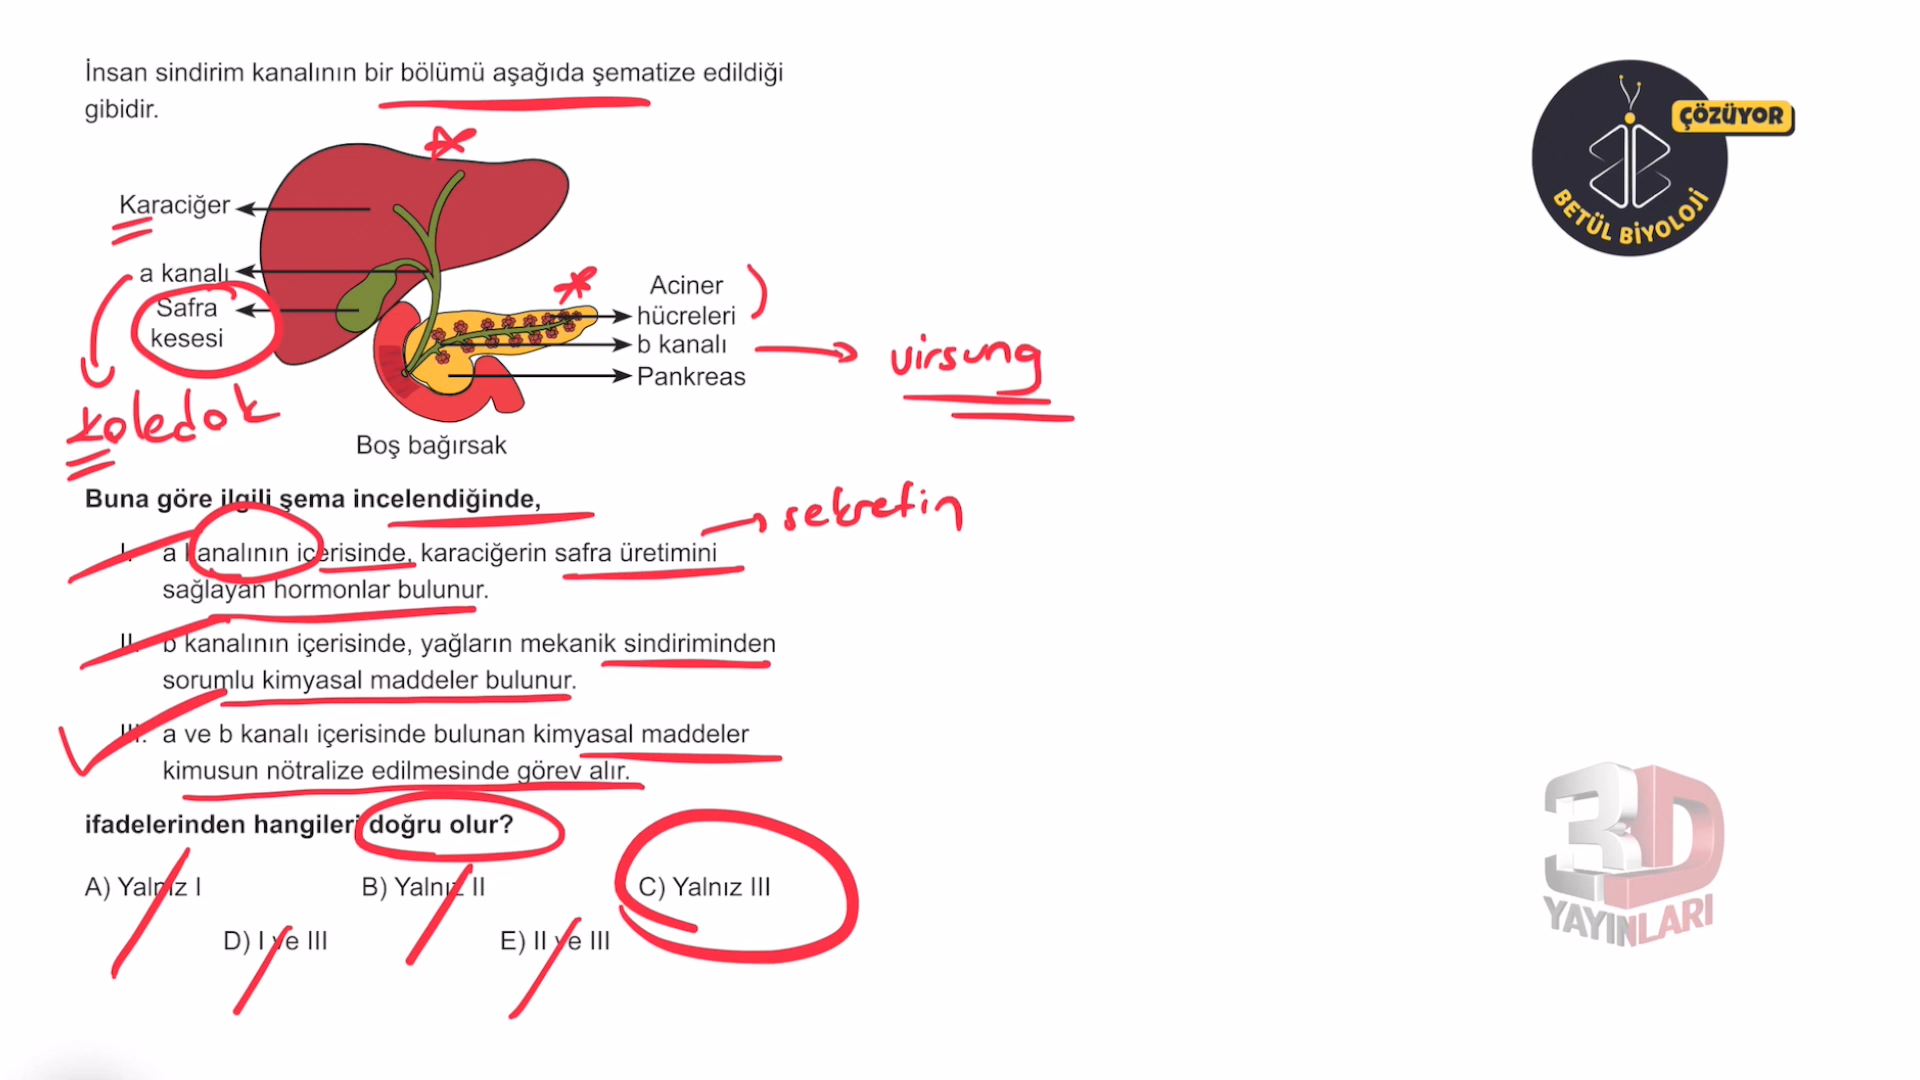 İnsan sindirim kanalının bir bölümü aşağıda şematize edildiği
gibidir.
ÇÖZÜYOR
BETÜL BİYOLOJİ
Karaciğer
a kanalı
Safra
kesesi
Aciner
hücreleri
b kanalı
Pankreas
virsung
koledok
Boş bağırsak
Buna göre ilgili şema incelendiğinde,
sekretin
I. a kanalının içerisinde, karaciğerin safra üretimini
sağlayan hormonlar bulunur.
II. b kanalının içerisinde, yağların mekanik sindiriminden
sorumlu kimyasal maddeler bulunur.
III. a ve b kanalı içerisinde bulunan kimyasal maddeler
kimusun nötralize edilmesinde görev alır.
ifadelerinden hangileri doğru olur?
A) Yalnız I B) Yalnız II C) Yalnız III
D) I ve III E) II ve III
3D
YAYINLARI